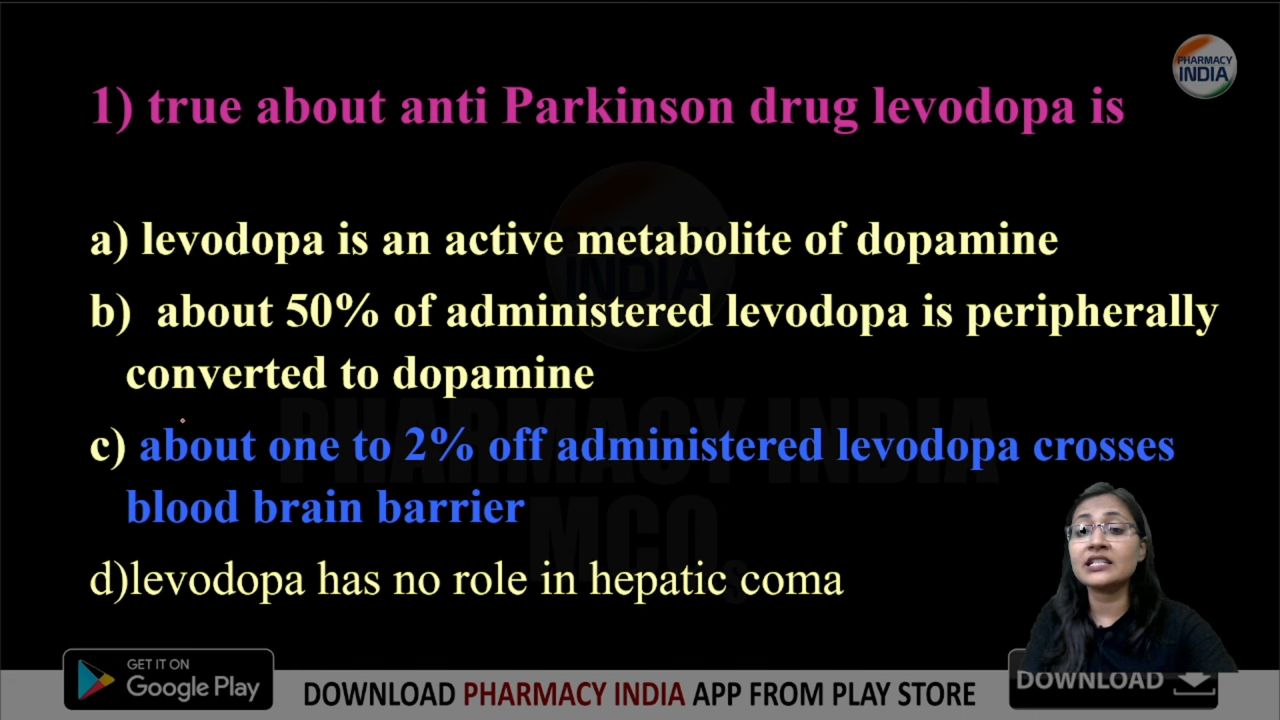 PHARMACY
INDIA
1) true about anti Parkinson drug levodopa is
a) levodopa is an active metabolite of dopamine
b) about 50% of administered levodopa is peripherally
converted to dopamine
c) about one to 2% off administered levodopa crosses
blood brain barrier
d)levodopa has no role in hepatic coma
PHARMACY INDIA
MCQs
GET IT ON
Google Play
DOWNLOAD PHARMACY INDIA APP FROM PLAY STORE
DOWNLOAD